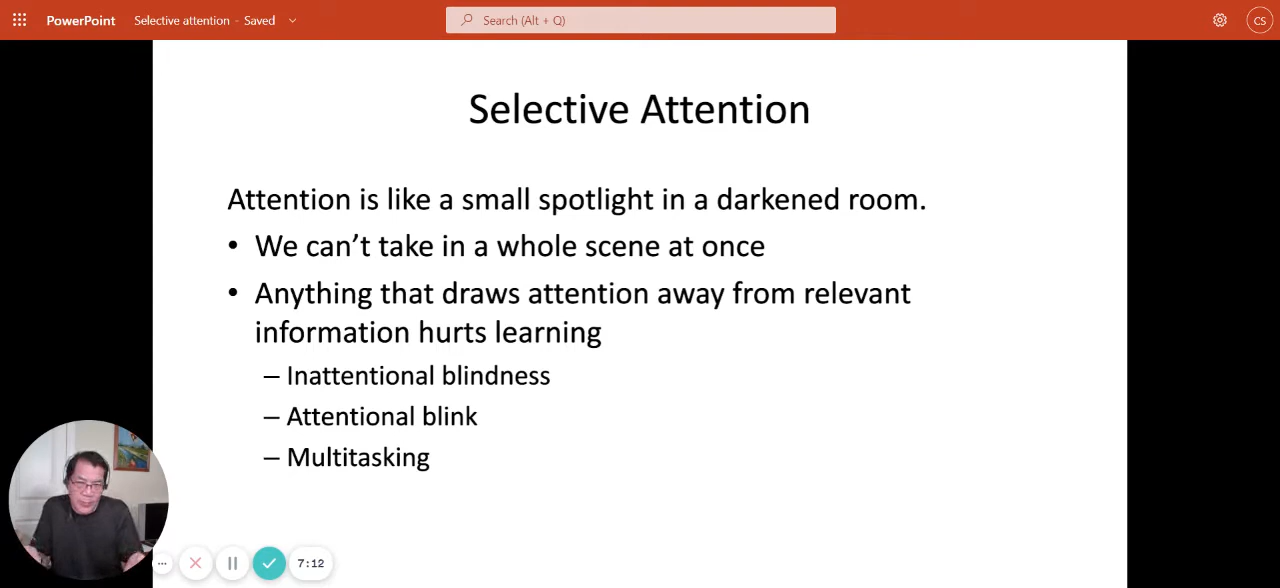 PowerPoint Selective attention - Saved Search (Alt + Q) CS
Selective Attention
Attention is like a small spotlight in a darkened room.
• We can’t take in a whole scene at once
• Anything that draws attention away from relevant
information hurts learning
– Inattentional blindness
– Attentional blink
– Multitasking
7:12